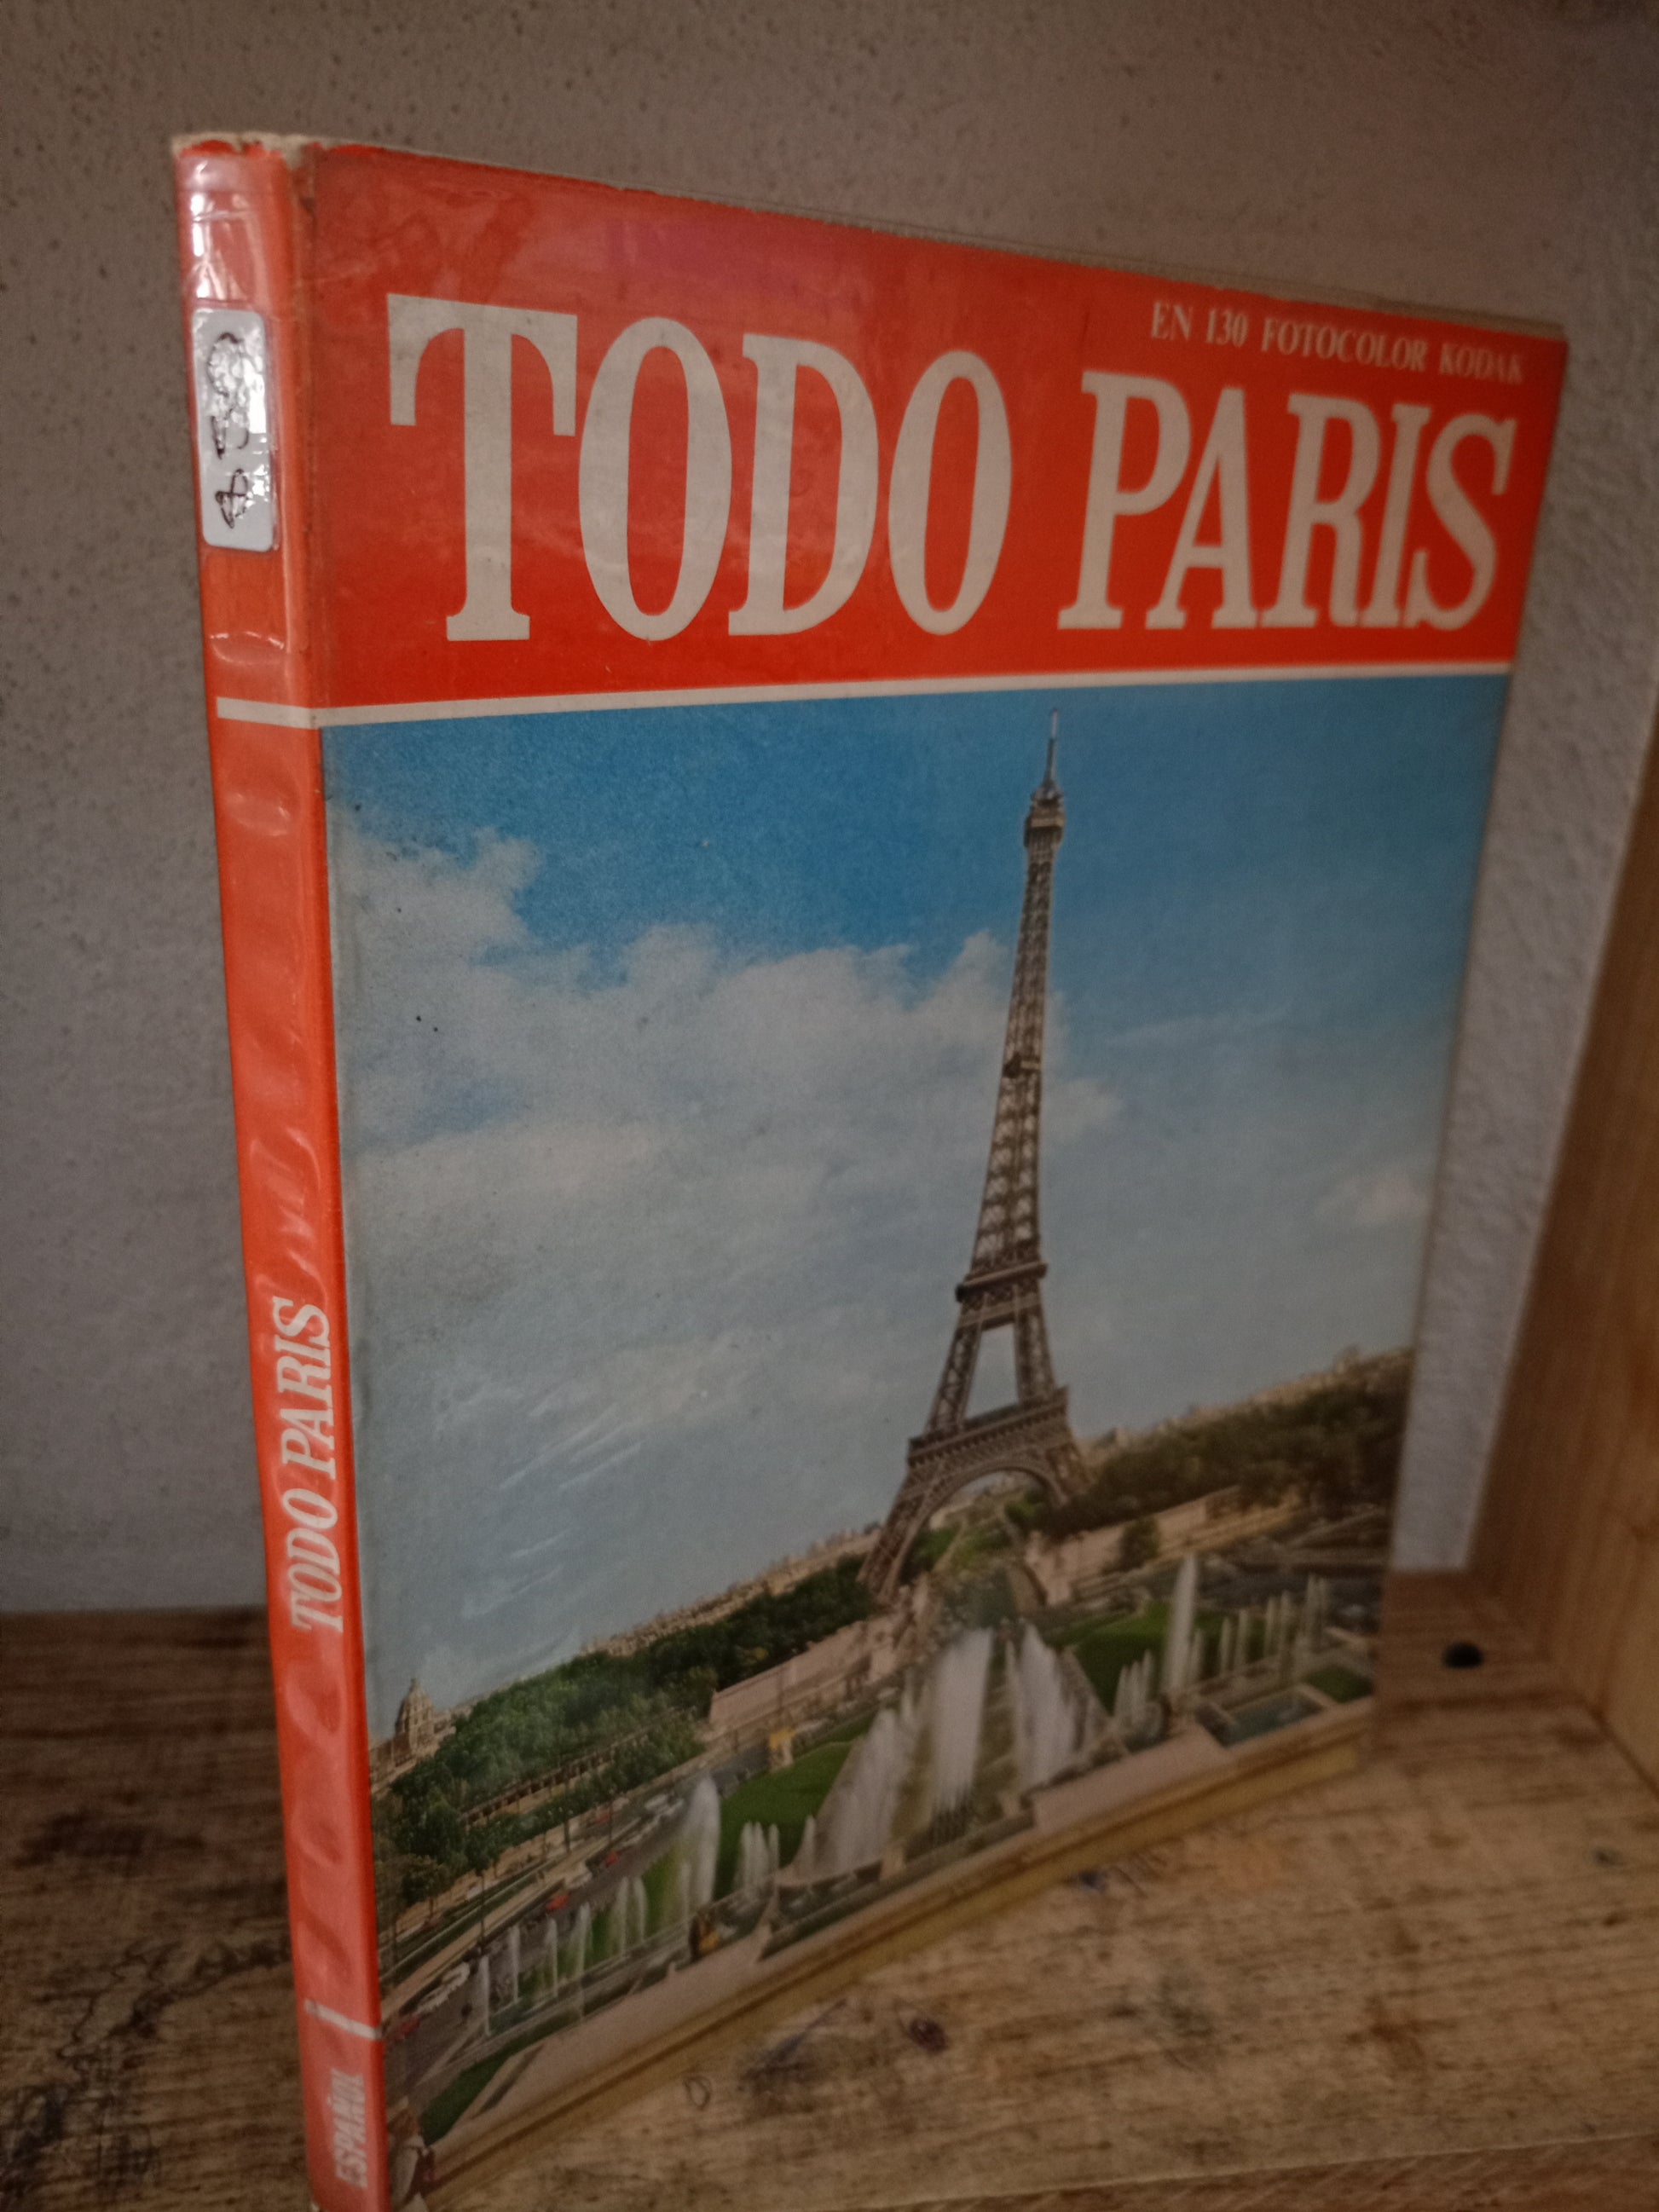 EN 130 FOTOCOLOR KODAK
TODO PARIS
TODO PARIS
ESPAÑOL